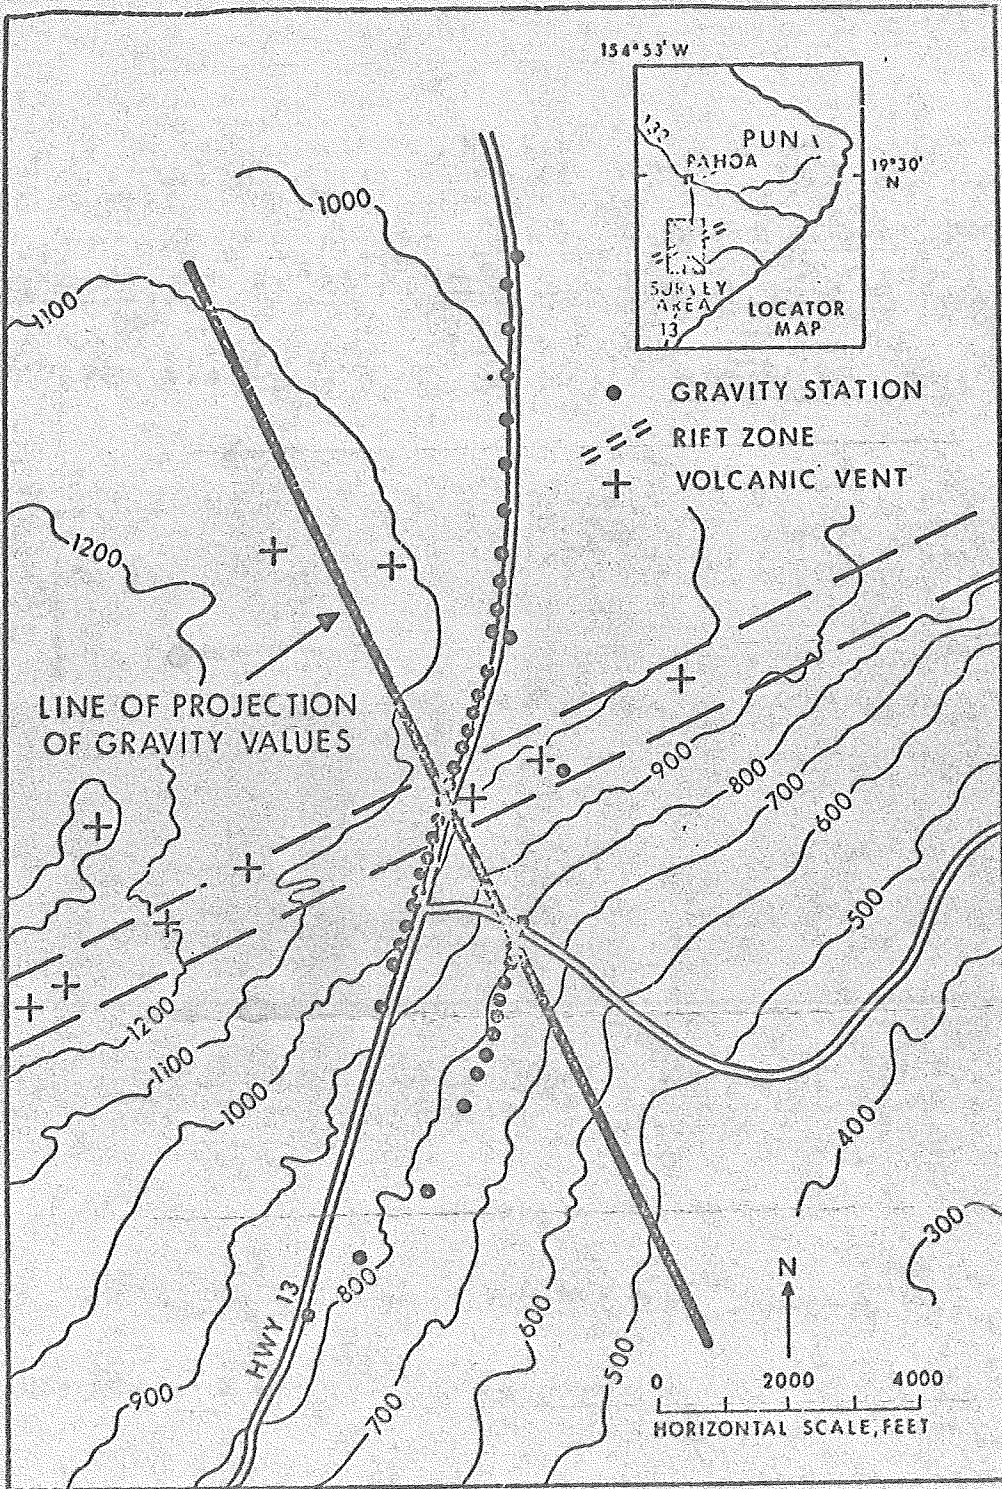 154°53' W
PUNA
PAHOA
19°30'
N
SURVEY
AREA
13
LOCATOR
MAP
GRAVITY STATION
RIFT ZONE
VOLCANIC VENT
1000
1100
1200
LINE OF PROJECTION
OF GRAVITY VALUES
900
800
700
600
500
400
300
1200
1100
1000
900
HWY 13
800
700
600
500
N
0 2000 4000
HORIZONTAL SCALE, FEET